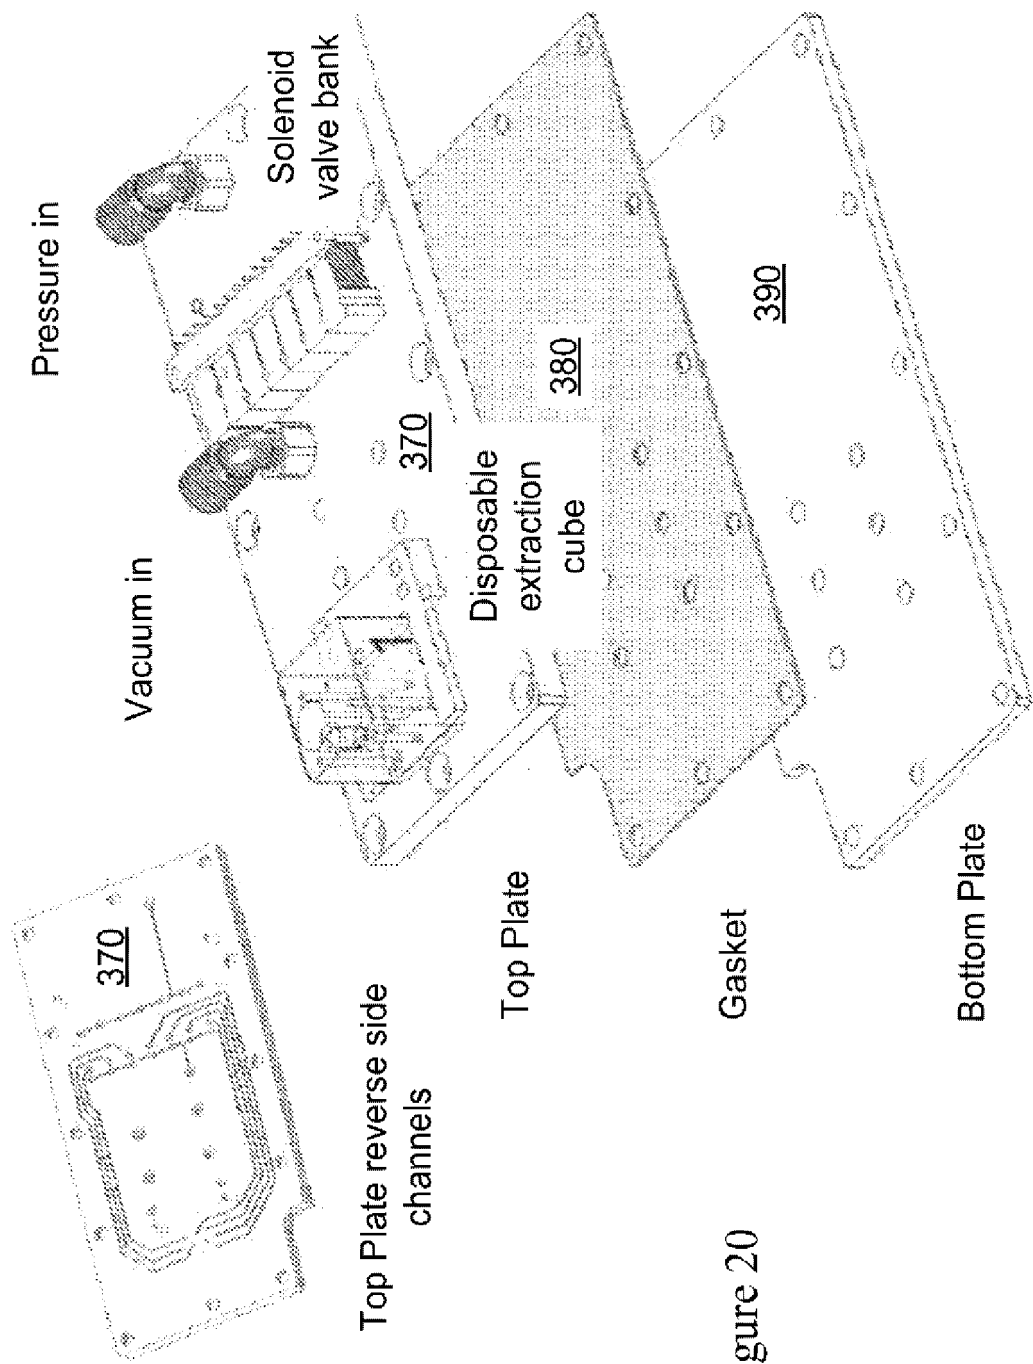 Pressure in
Solenoid
valve bank
Vacuum in
370
Disposable
extraction
cube
380
390
370
Top Plate
Gasket
Bottom Plate
Top Plate reverse side
channels
gure 20